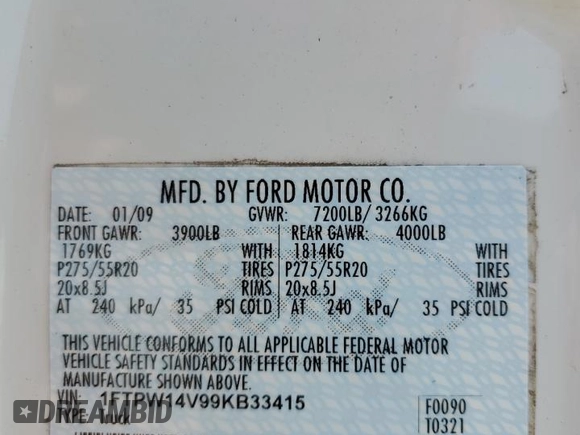 MFD. BY FORD MOTOR CO.
DATE: 01/09 GVWR: 7200LB/ 3266KG
FRONT GAWR: 3900LB REAR GAWR: 4000LB
1769KG WITH 1814KG WITH
P275/55R20 TIRES P275/55R20 TIRES
20x8.5J RIMS 20x8.5J RIMS
AT 240 kPa/ 35 PSI COLD AT 240 kPa/ 35 PSI COLD
THIS VEHICLE CONFORMS TO ALL APPLICABLE FEDERAL MOTOR
VEHICLE SAFETY STANDARDS IN EFFECT ON THE DATE OF
MANUFACTURE SHOWN ABOVE.
VIN: 1FTPW14V99KB33415 F0090
TYPE: Truck T0321
DREAMBID